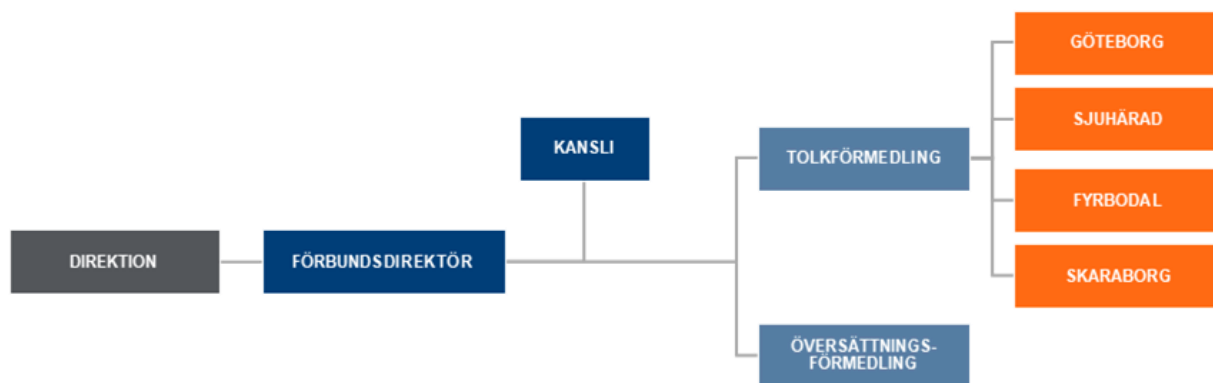 DIREKTION
FÖRBUNDSDIREKTÖR
KANSLI
TOLKFÖRMEDLING
ÖVERSÄTTNINGS-
FÖRMEDLING
GÖTEBORG
SJUHÄRAD
FYRBODAL
SKARABORG